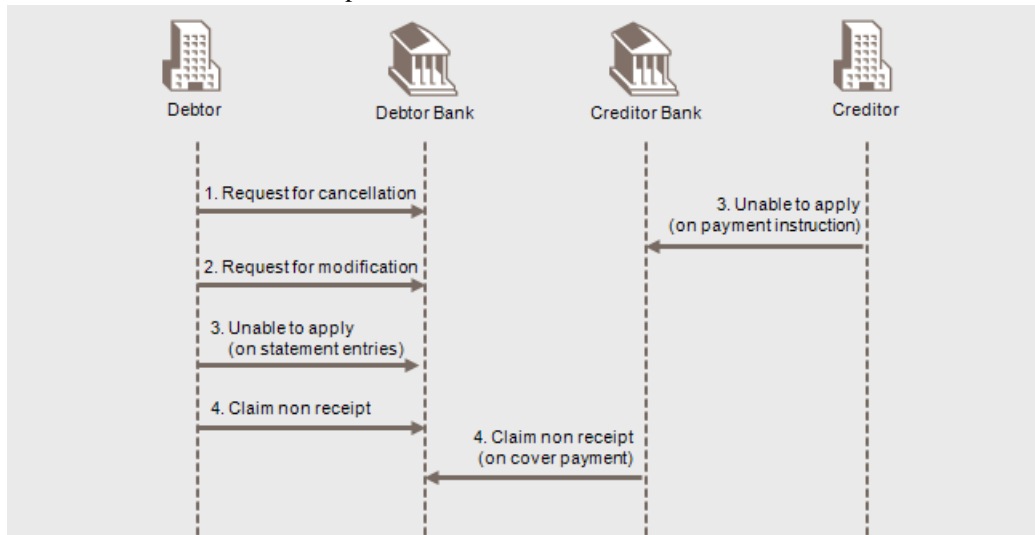 Debtor
Debtor Bank
Creditor Bank
Creditor
1. Request for cancellation
3. Unable to apply
(on payment instruction)
2. Request for modification
3. Unable to apply
(on statement entries)
4. Claim non receipt
4. Claim non receipt
(on cover payment)